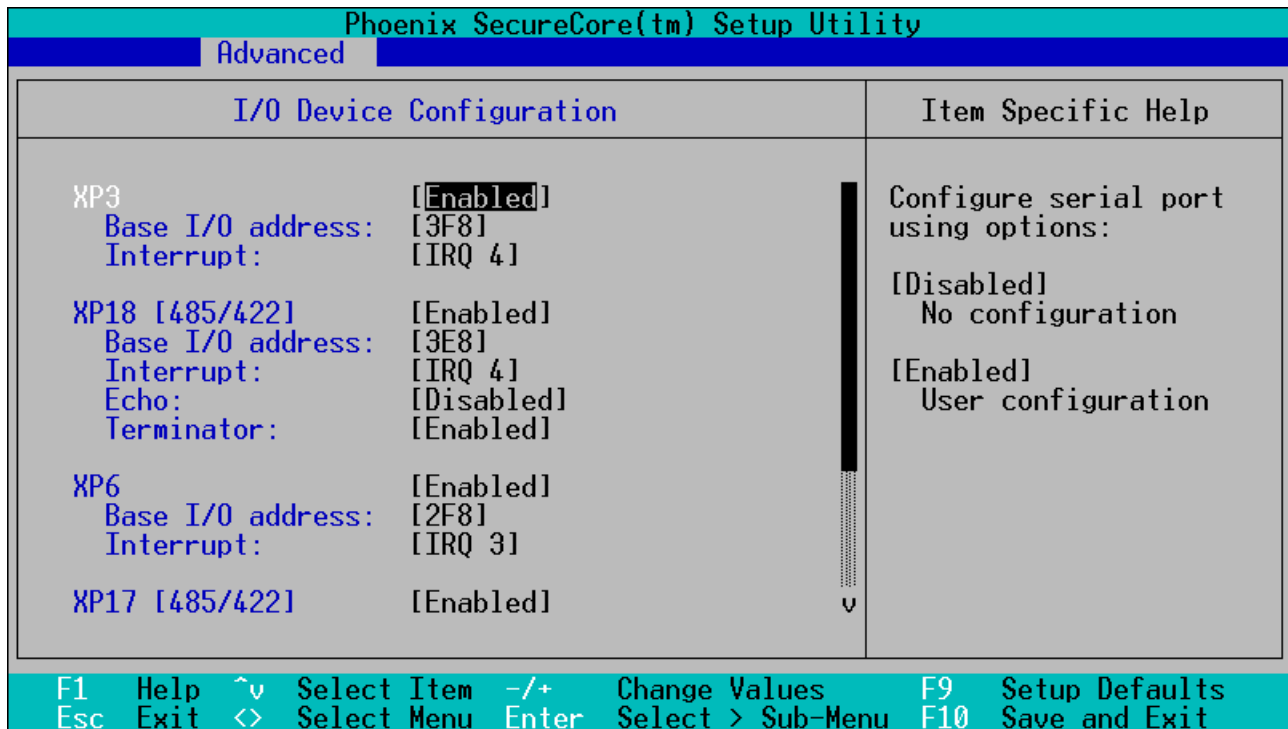 Phoenix SecureCore(tm) Setup Utility
Advanced
I/O Device Configuration
Item Specific Help
XP3 [Enabled]
Base I/O address: [3F8]
Interrupt: [IRQ 4]
XP18 [485/422] [Enabled]
Base I/O address: [3E8]
Interrupt: [IRQ 4]
Echo: [Disabled]
Terminator: [Enabled]
XP6 [Enabled]
Base I/O address: [2F8]
Interrupt: [IRQ 3]
XP17 [485/422] [Enabled]
v
Configure serial port
using options:
[Disabled]
No configuration
[Enabled]
User configuration
F1 Help ^v Select Item -/+ Change Values F9 Setup Defaults
Esc Exit <> Select Menu Enter Select > Sub-Menu F10 Save and Exit